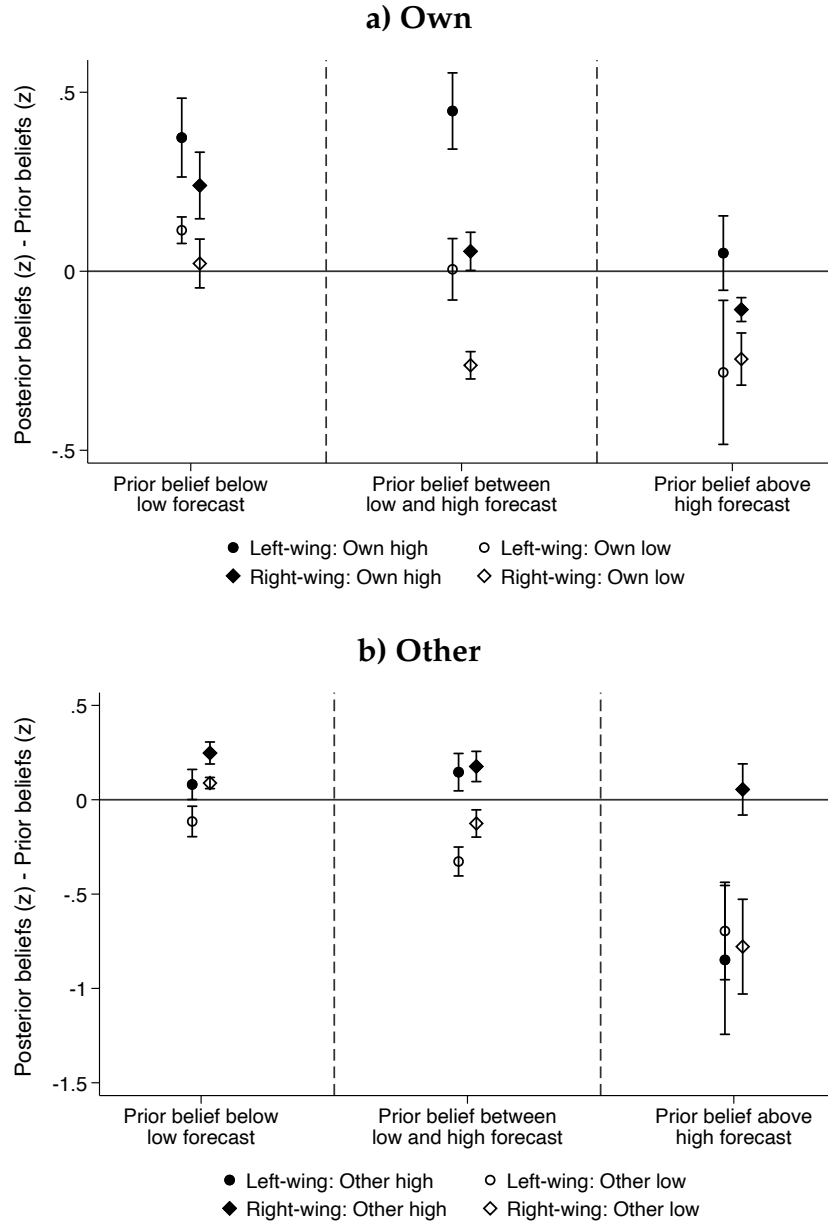 a) Own
Posterior beliefs (z) - Prior beliefs (z)
.5
0
-.5
Prior belief below
low forecast
Prior belief between
low and high forecast
Prior belief above
high forecast
Left-wing: Own high
Left-wing: Own low
Right-wing: Own high
Right-wing: Own low
b) Other
Posterior beliefs (z) - Prior beliefs (z)
.5
0
-.5
-1
-1.5
Prior belief below
low forecast
Prior belief between
low and high forecast
Prior belief above
high forecast
Left-wing: Other high
Left-wing: Other low
Right-wing: Other high
Right-wing: Other low